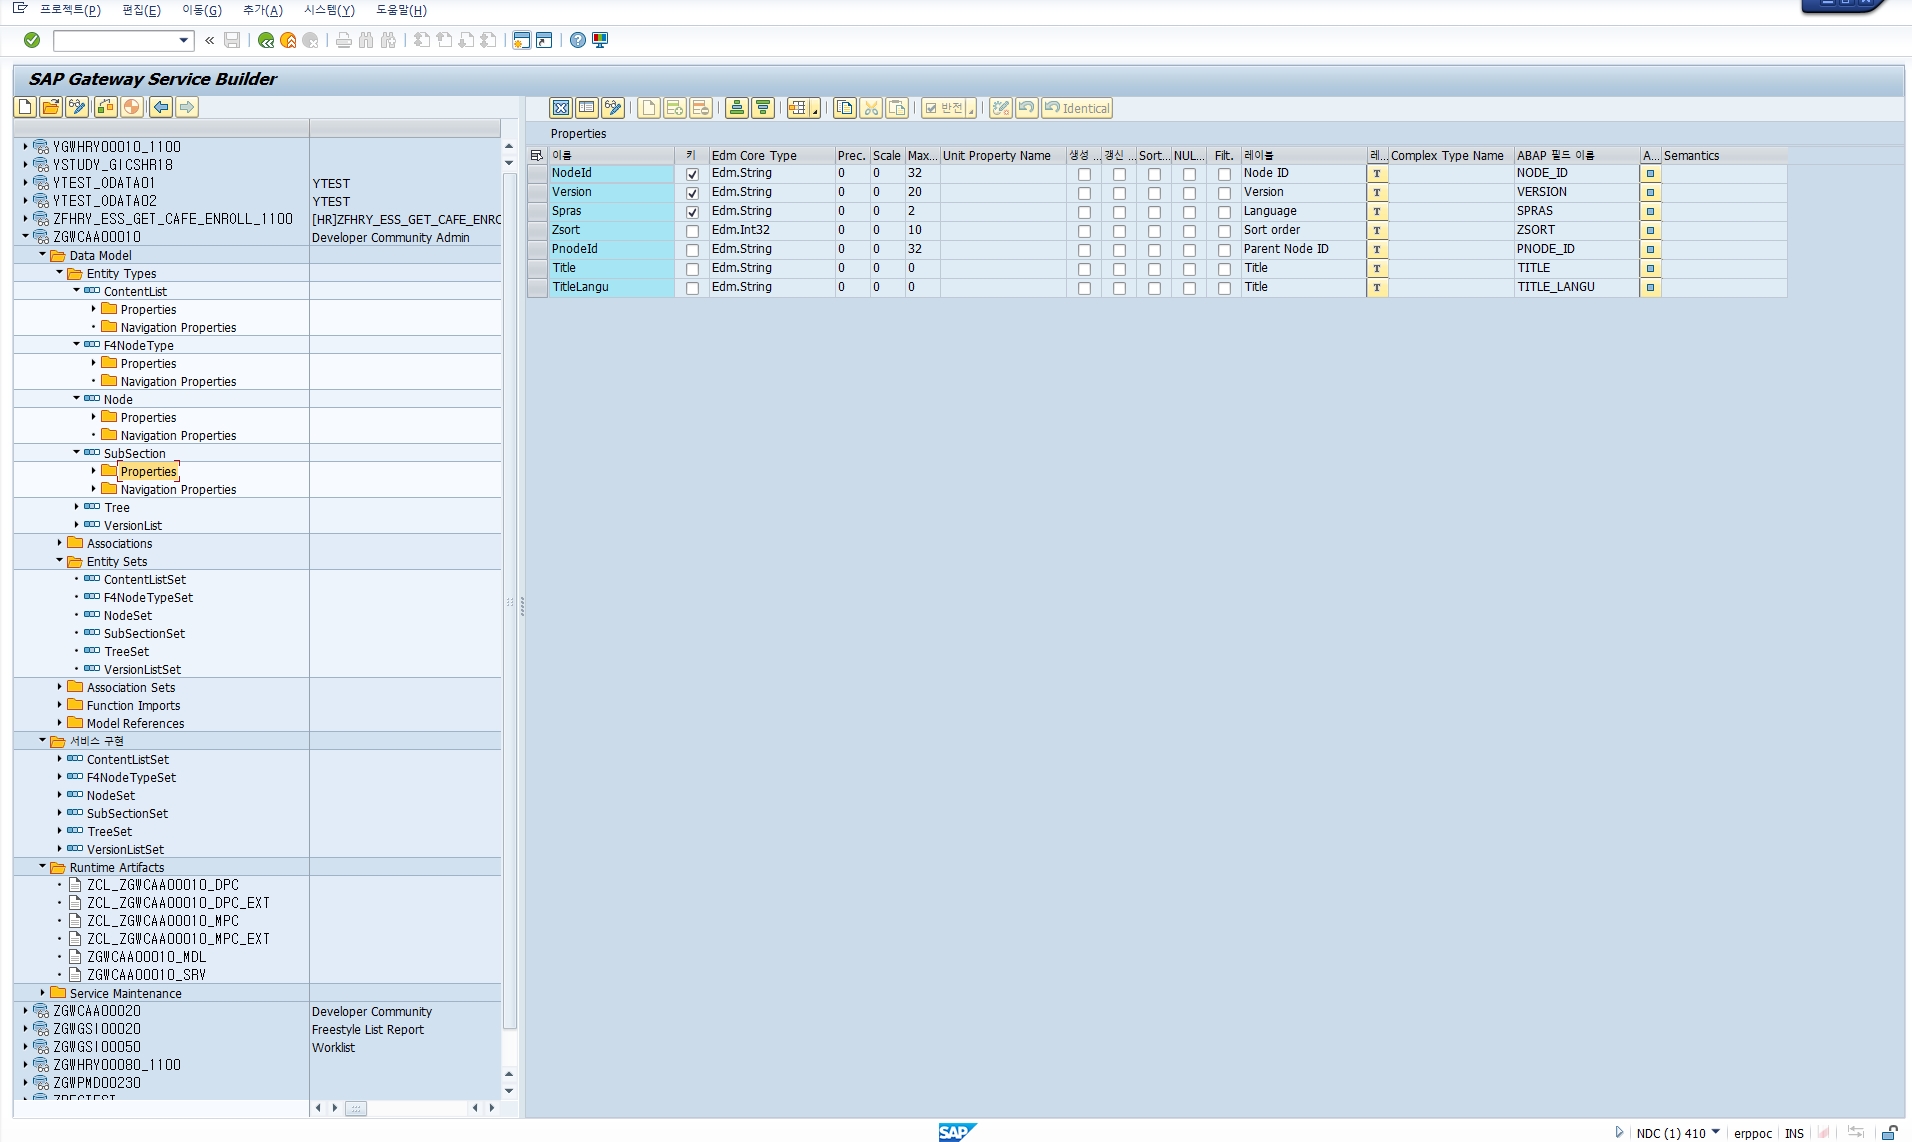 프로젝트(P) 편집(E) 이동(G) 추가(A) 시스템(Y) 도움말(H)
SAP Gateway Service Builder
반전 Identical
Properties
이름 키 Edm Core Type Prec. Scale Max... Unit Property Name 생성 ... 갱신 ... Sort... NUL... Filt. 레이블 레... Complex Type Name ABAP 필드 이름 A... Semantics
NodeId Edm.String 0 0 32 Node ID T NODE_ID
Version Edm.String 0 0 20 Version T VERSION
Spras Edm.String 0 0 2 Language T SPRAS
Zsort Edm.Int32 0 0 10 Sort order T ZSORT
PnodeId Edm.String 0 0 32 Parent Node ID T PNODE_ID
Title Edm.String 0 0 0 Title T TITLE
TitleLangu Edm.String 0 0 0 Title T TITLE_LANGU
YGWHRY00010_1100
YSTUDY_GICSHR18
YTEST_ODATA01 YTEST
YTEST_ODATA02 YTEST
ZFHRY_ESS_GET_CAFE_ENROLL_1100 [HR]ZFHRY_ESS_GET_CAFE_ENRO
ZGWCAA00010 Developer Community Admin
Data Model
Entity Types
ContentList
Properties
Navigation Properties
F4NodeType
Properties
Navigation Properties
Node
Properties
Navigation Properties
SubSection
Properties
Navigation Properties
Tree
VersionList
Associations
Entity Sets
ContentListSet
F4NodeTypeSet
NodeSet
SubSectionSet
TreeSet
VersionListSet
Association Sets
Function Imports
Model References
서비스 구현
ContentListSet
F4NodeTypeSet
NodeSet
SubSectionSet
TreeSet
VersionListSet
Runtime Artifacts
ZCL_ZGWCAA00010_DPC
ZCL_ZGWCAA00010_DPC_EXT
ZCL_ZGWCAA00010_MPC
ZCL_ZGWCAA00010_MPC_EXT
ZGWCAA00010_MDL
ZGWCAA00010_SRV
Service Maintenance
ZGWCAA00020 Developer Community
ZGWGSI00020 Freestyle List Report
ZGWGSI00050 Worklist
ZGWHRY00080_1100
ZGWPMD00230
SAP NDC (1) 410 erppoc INS